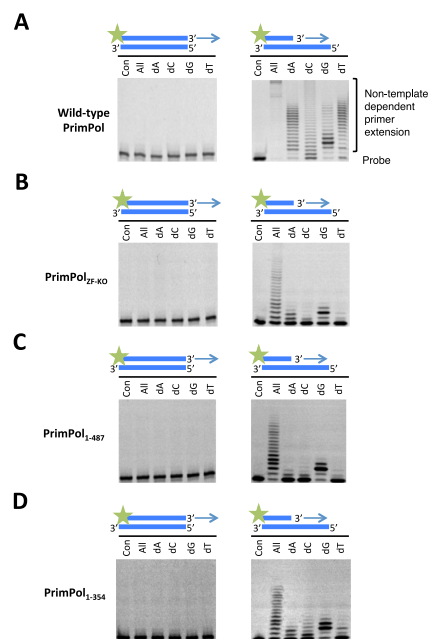 A
3' 5' 3'
3' 3' 5'
Con All dA dC dG dT
Con All dA dC dG dT
Wild-type
PrimPol
Non-template
dependent
primer
extension
Probe
B
3' 3' 5'
3' 3' 5'
Con All dA dC dG dT
Con All dA dC dG dT
PrimPolZF-KO
C
3' 3' 5'
3' 3' 5'
Con All dA dC dG dT
Con All dA dC dG dT
PrimPol1-487
D
3' 3' 5'
3' 3' 5'
Con All dA dC dG dT
Con All dA dC dG dT
PrimPol1-354